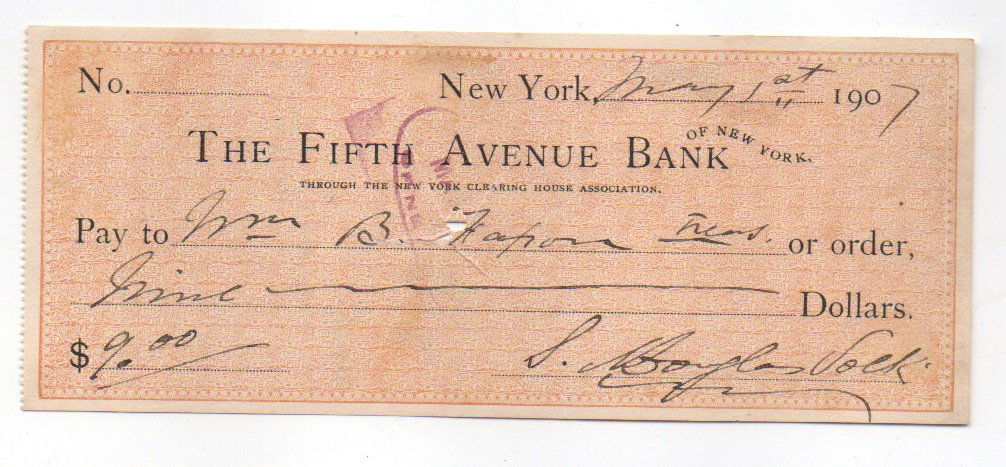 No. New York, May 1st 1907
THE FIFTH AVENUE BANK OF NEW YORK.
THROUGH THE NEW YORK CLEARING HOUSE ASSOCIATION.
Pay to Wm B. Treas. or order,
Nine Dollars.
$ 9.00 S.